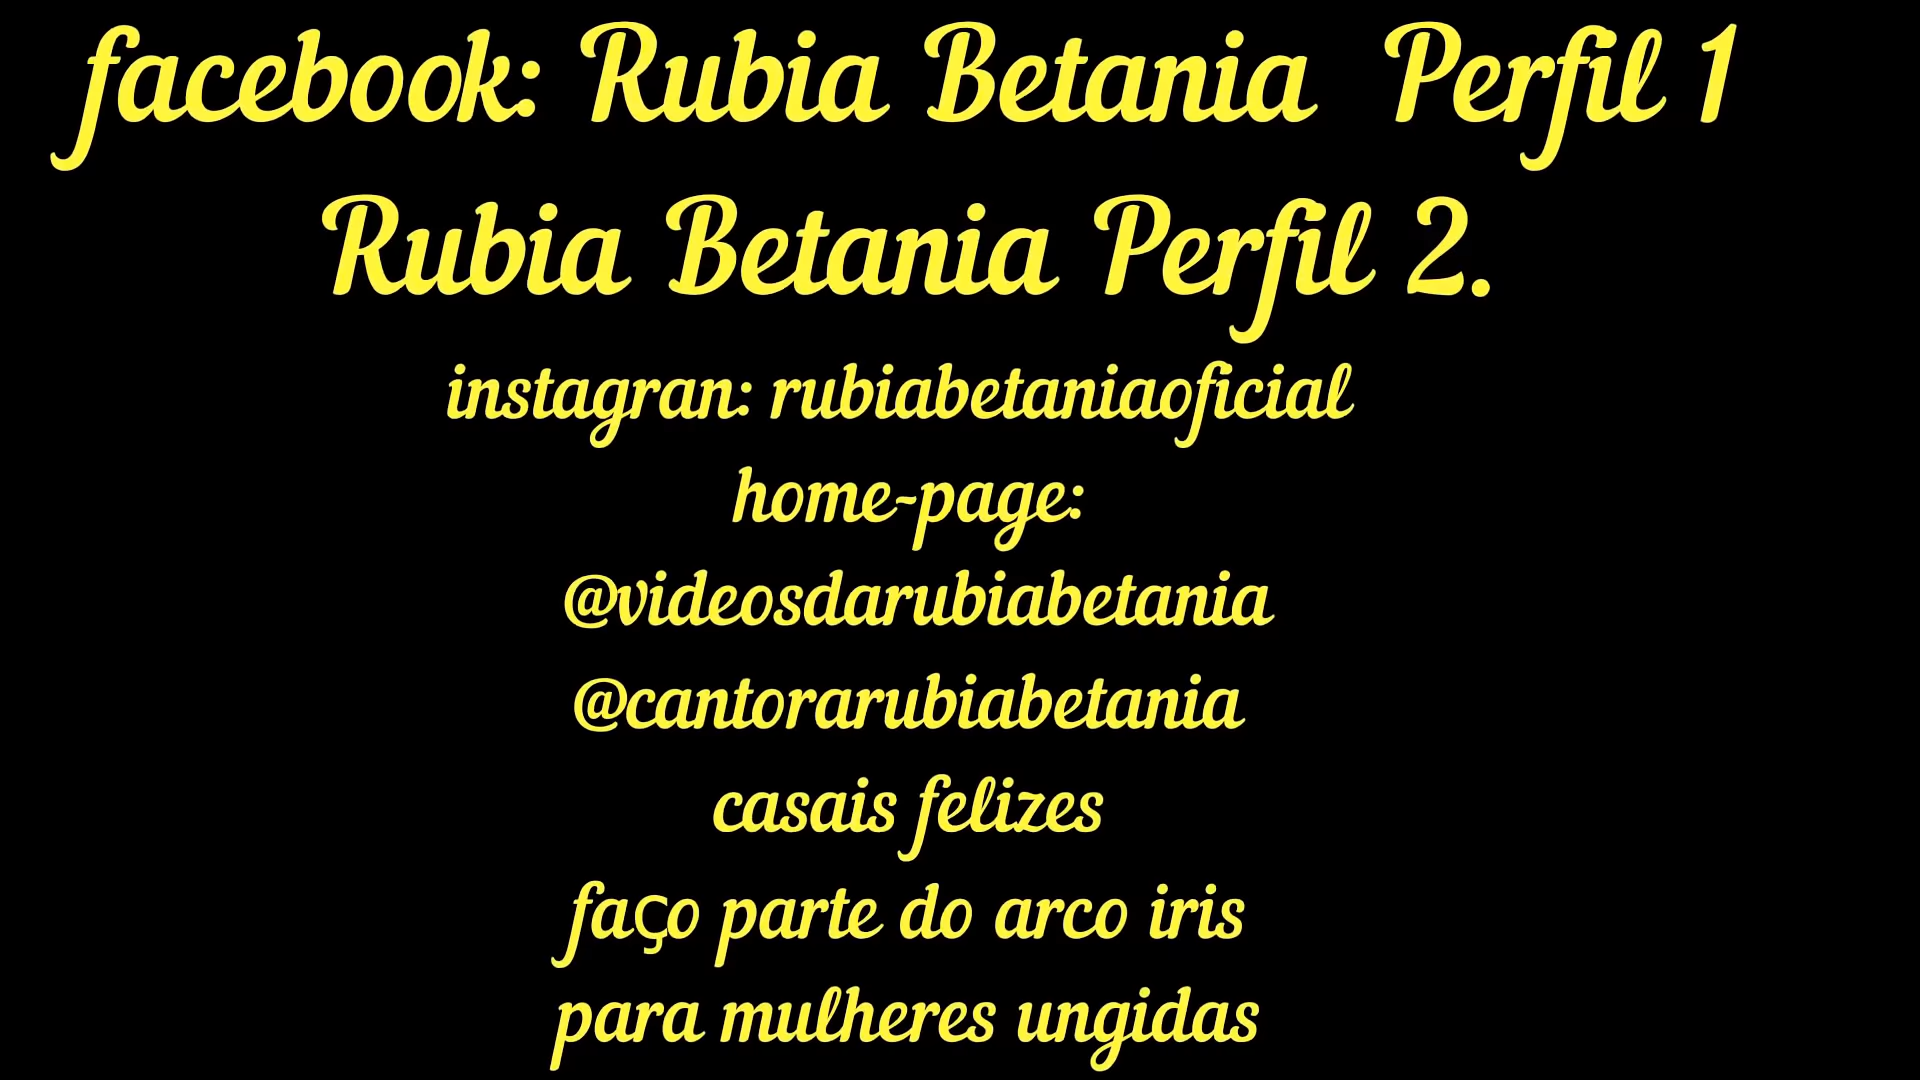 facebook: Rubia Betania Perfil 1
Rubia Betania Perfil 2.
instagran: rubiabetaniaoficial
home-page:
@videosdarubiabetania
@cantorarubiabetania
casais felizes
faço parte do arco iris
para mulheres ungidas